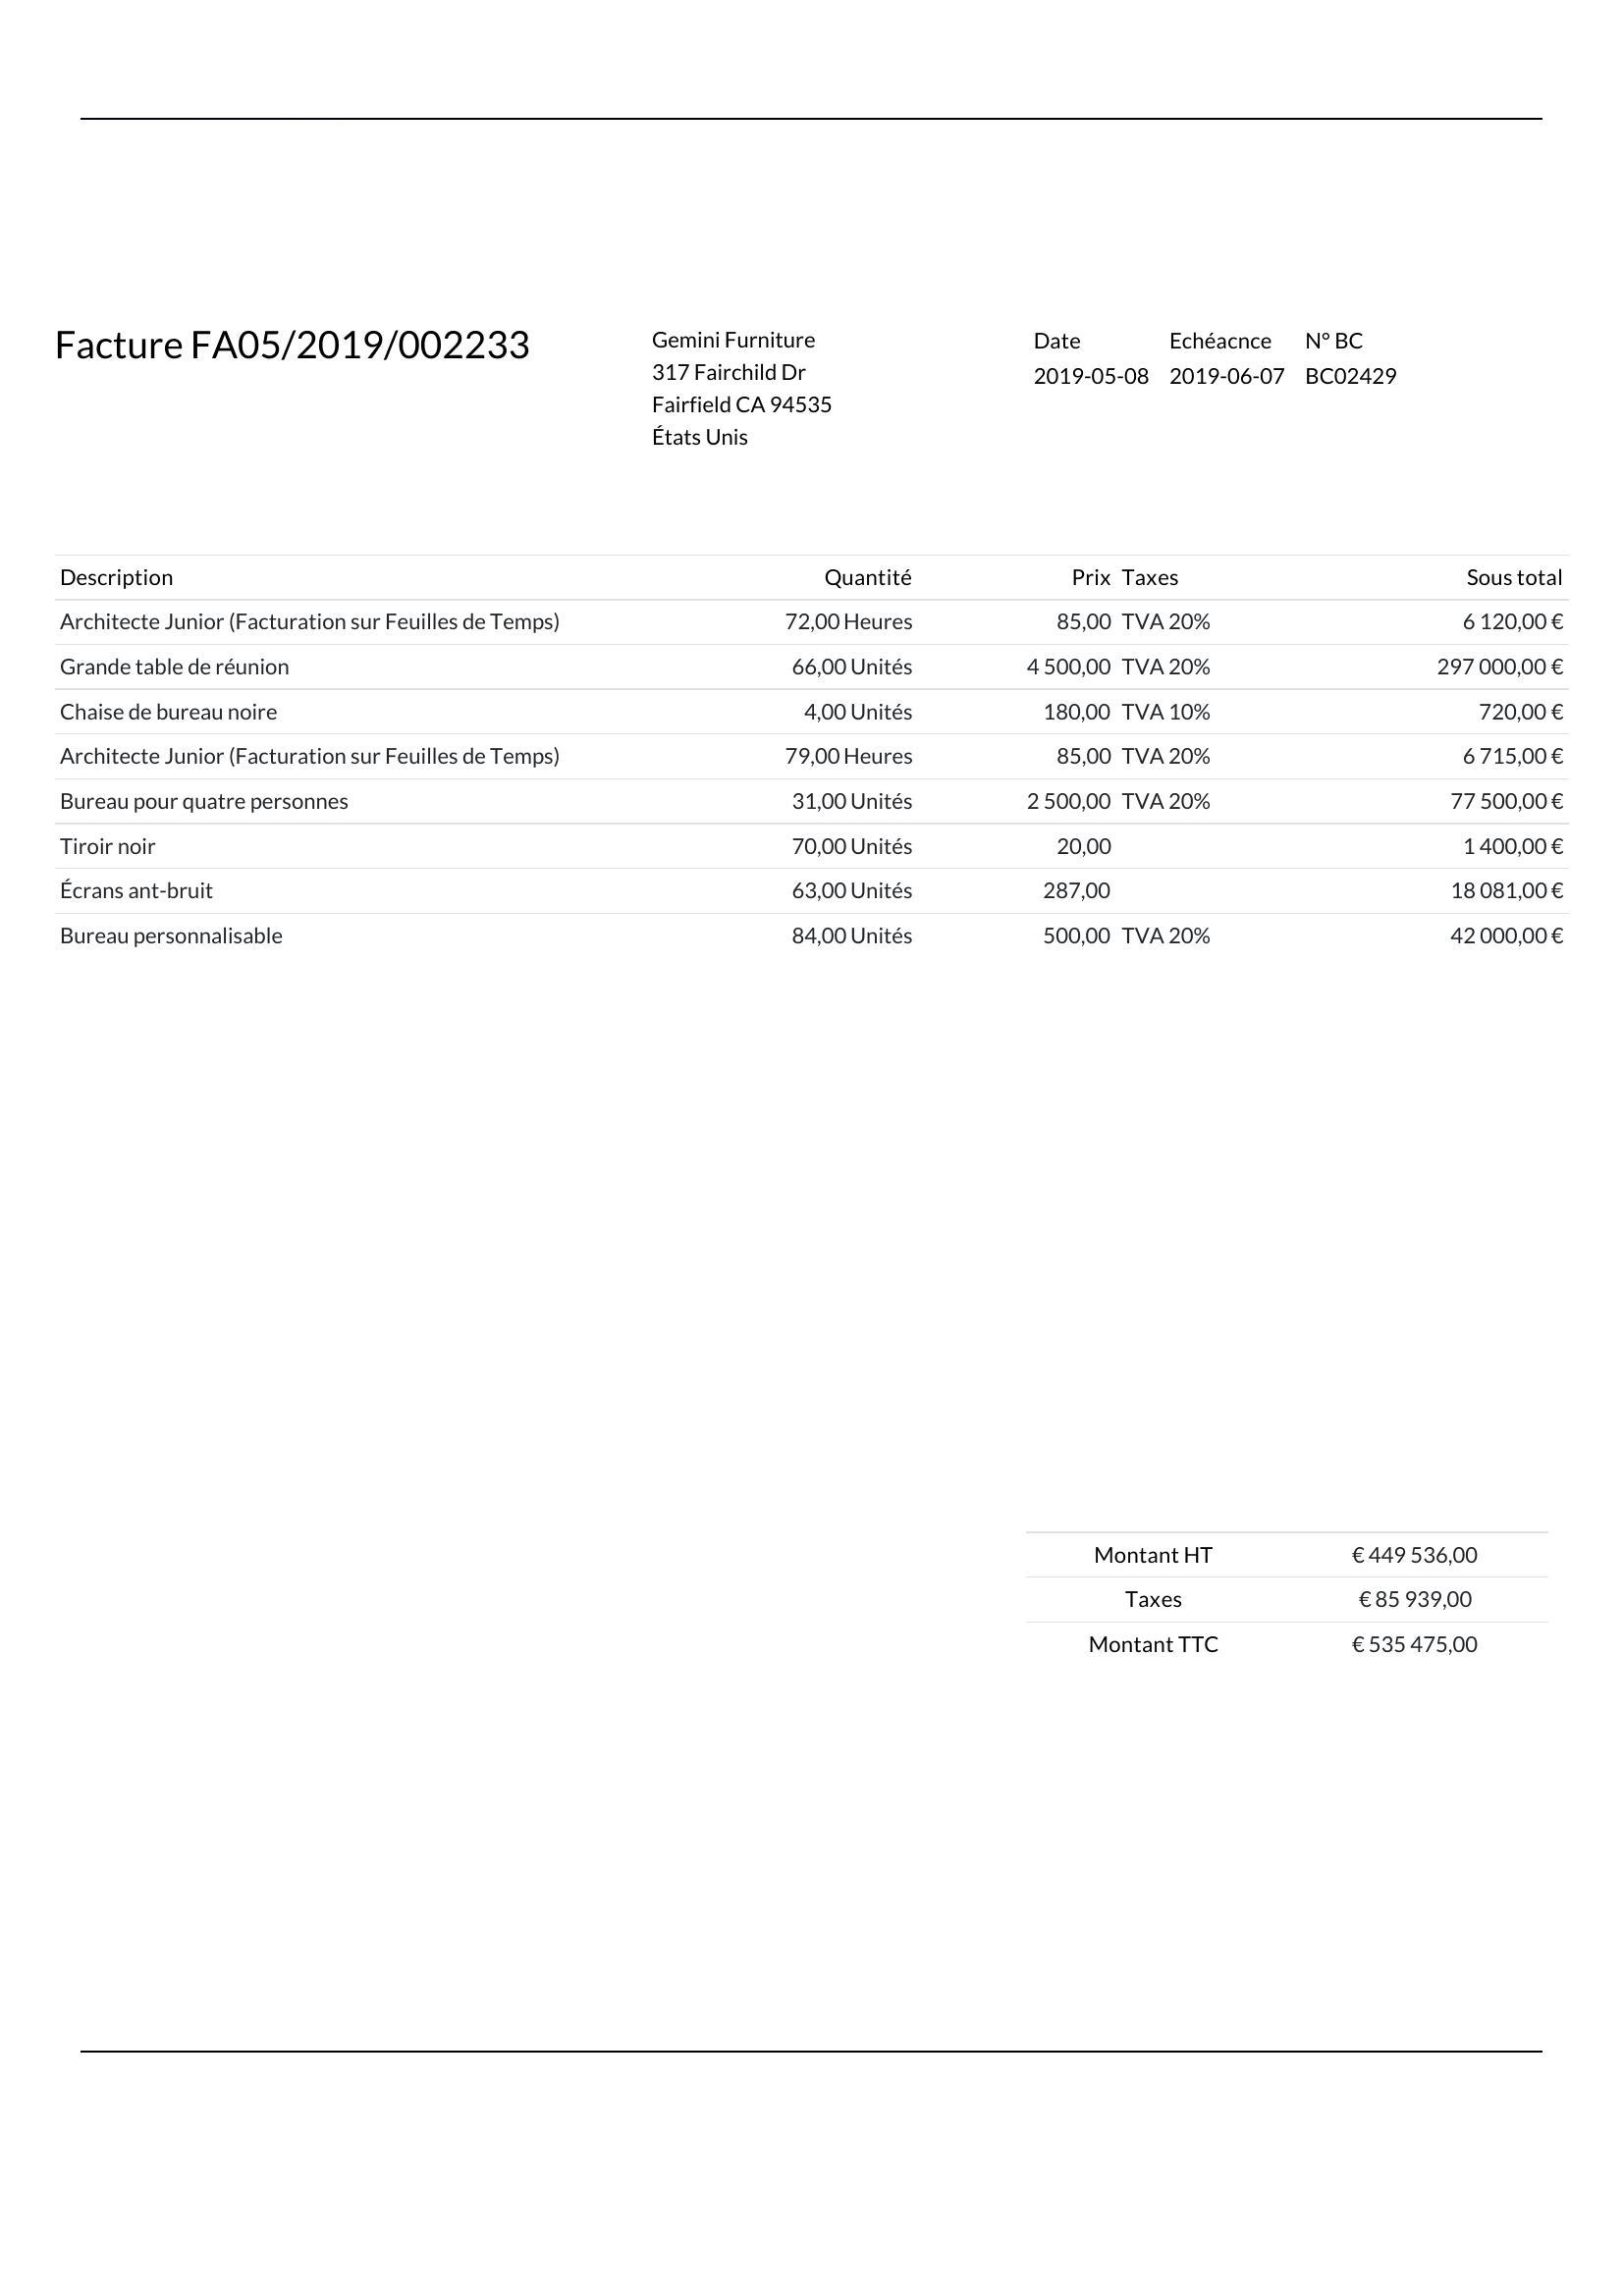 Facture FA05/2019/002233
Gemini Furniture
317 Fairchild Dr
Fairfield CA 94535
États Unis
Date Echéacnce N° BC
2019-05-08 2019-06-07 BC02429
Description Quantité Prix Taxes Sous total
Architecte Junior (Facturation sur Feuilles de Temps) 72,00 Heures 85,00 TVA 20% 6 120,00 €
Grande table de réunion 66,00 Unités 4 500,00 TVA 20% 297 000,00 €
Chaise de bureau noire 4,00 Unités 180,00 TVA 10% 720,00 €
Architecte Junior (Facturation sur Feuilles de Temps) 79,00 Heures 85,00 TVA 20% 6 715,00 €
Bureau pour quatre personnes 31,00 Unités 2 500,00 TVA 20% 77 500,00 €
Tiroir noir 70,00 Unités 20,00 1 400,00 €
Écrans ant-bruit 63,00 Unités 287,00 18 081,00 €
Bureau personnalisable 84,00 Unités 500,00 TVA 20% 42 000,00 €
Montant HT € 449 536,00
Taxes € 85 939,00
Montant TTC € 535 475,00